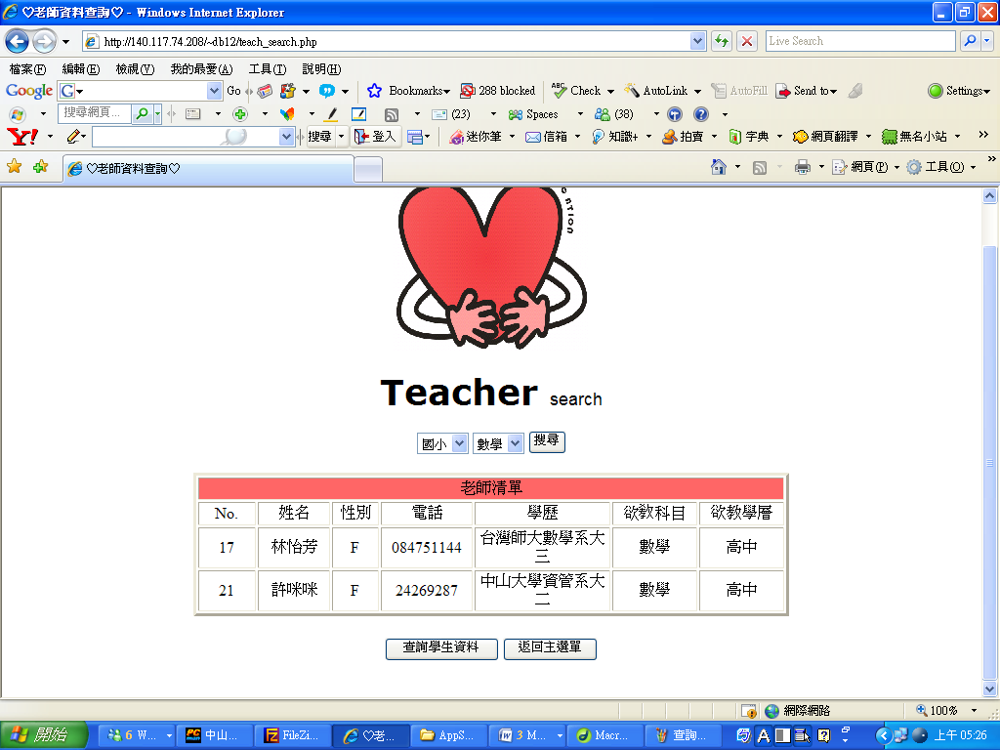 ♡老師資料查詢♡ - Windows Internet Explorer
http://140.117.74.208/~db12/teach_search.php
Live Search
檔案(F) 編輯(E) 檢視(V) 我的最愛(A) 工具(T) 說明(H)
Google G Go Bookmarks 288 blocked ABC Check AutoLink AutoFill Send to Settings
搜尋網頁... (23) Spaces (38)
Y! 搜尋 登入 迷你筆 信箱 知識+ 拍賣 字典 網頁翻譯 無名小站
♡老師資料查詢♡ 網頁(P) 工具(O)
ATION
Teacher search
國小 數學 搜尋
老師清單
No. 姓名 性別 電話 學歷 欲教科目 欲教學層
17 林怡芳 F 084751144 台灣師大數學系大三 數學 高中
21 許咪咪 F 24269287 中山大學資管系大二 數學 高中
查詢學生資料 返回主選單
網際網路 100%
開始 6 W... 中山... FileZi... ♡老... AppS... 3 M... Macr... 查詢... 上午 05:26